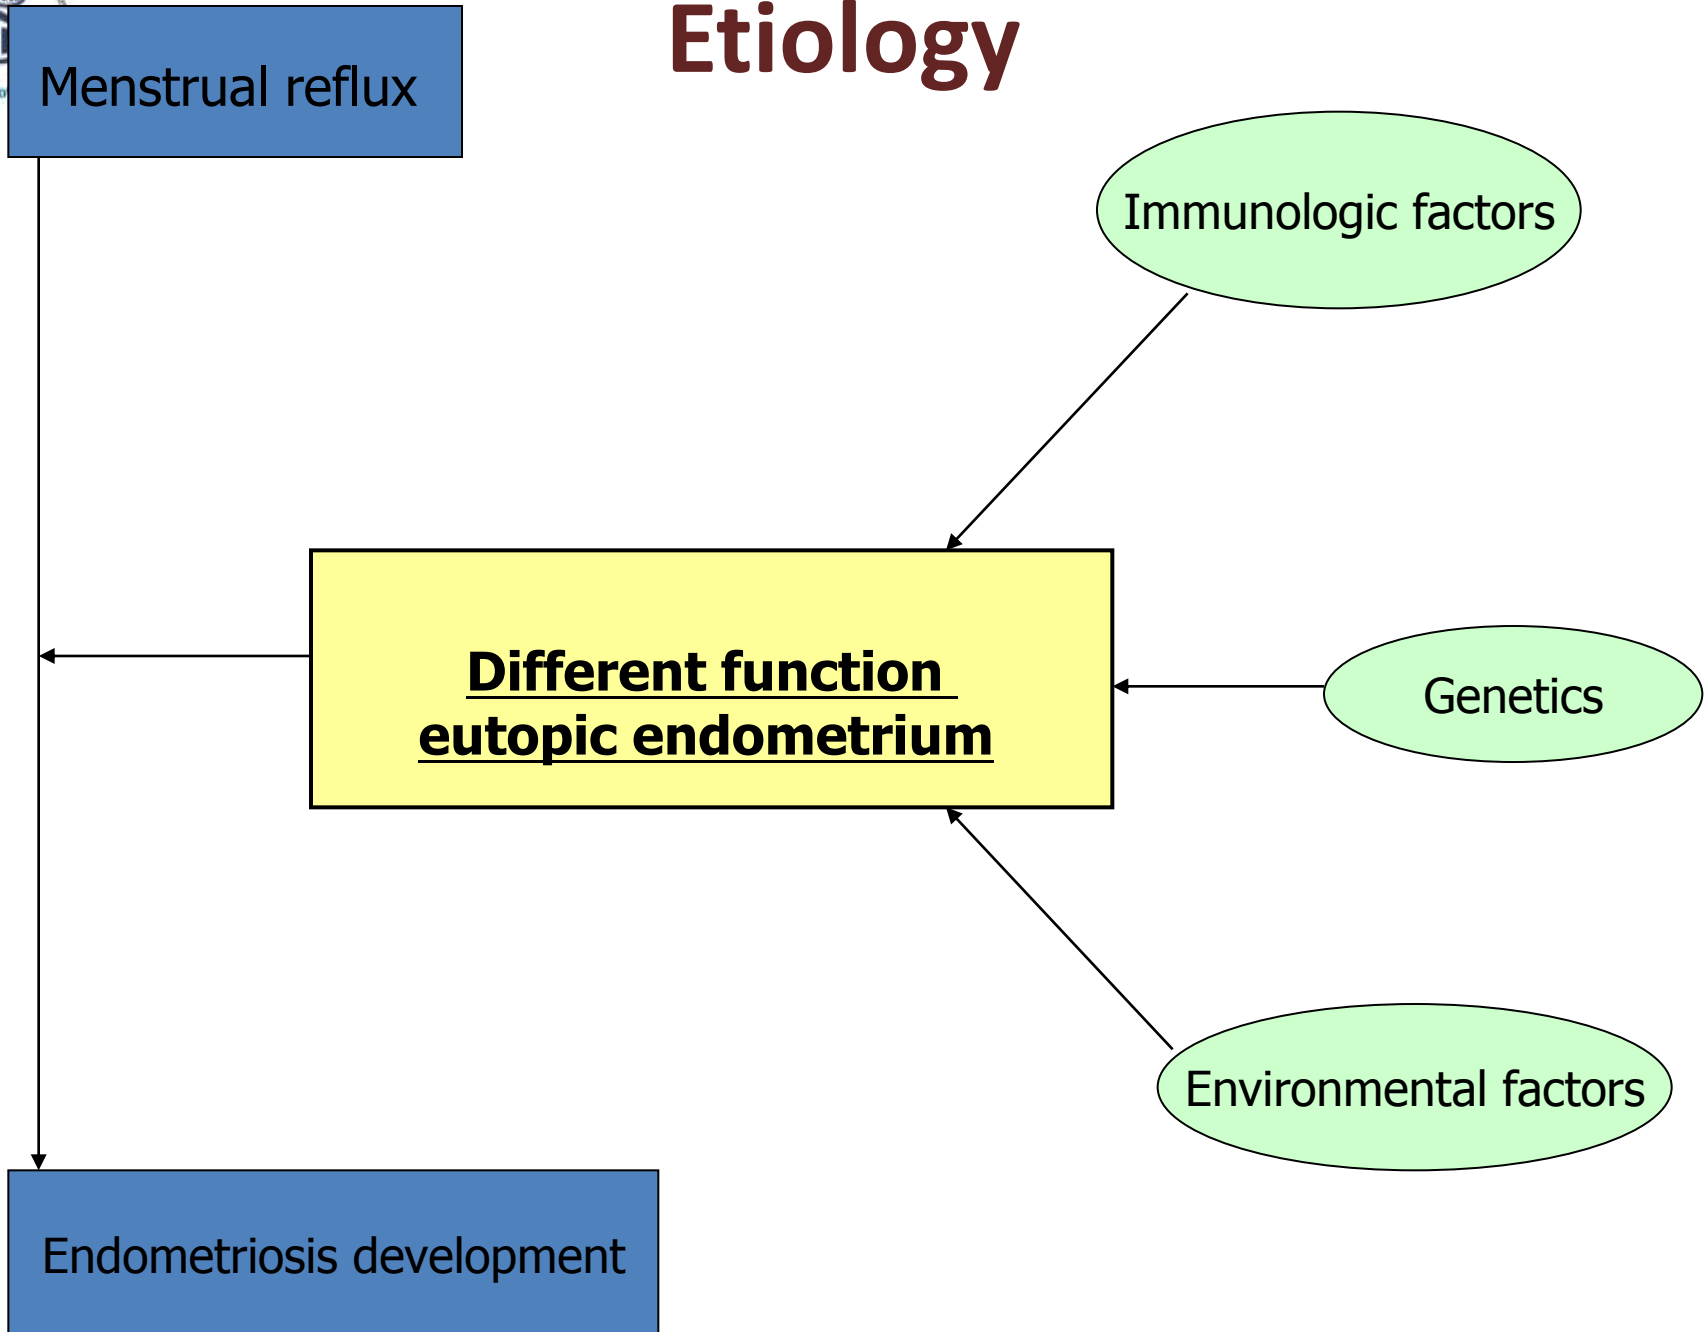 Etiology
Menstrual reflux
Immunologic factors
Different function
eutopic endometrium
Genetics
Environmental factors
Endometriosis development